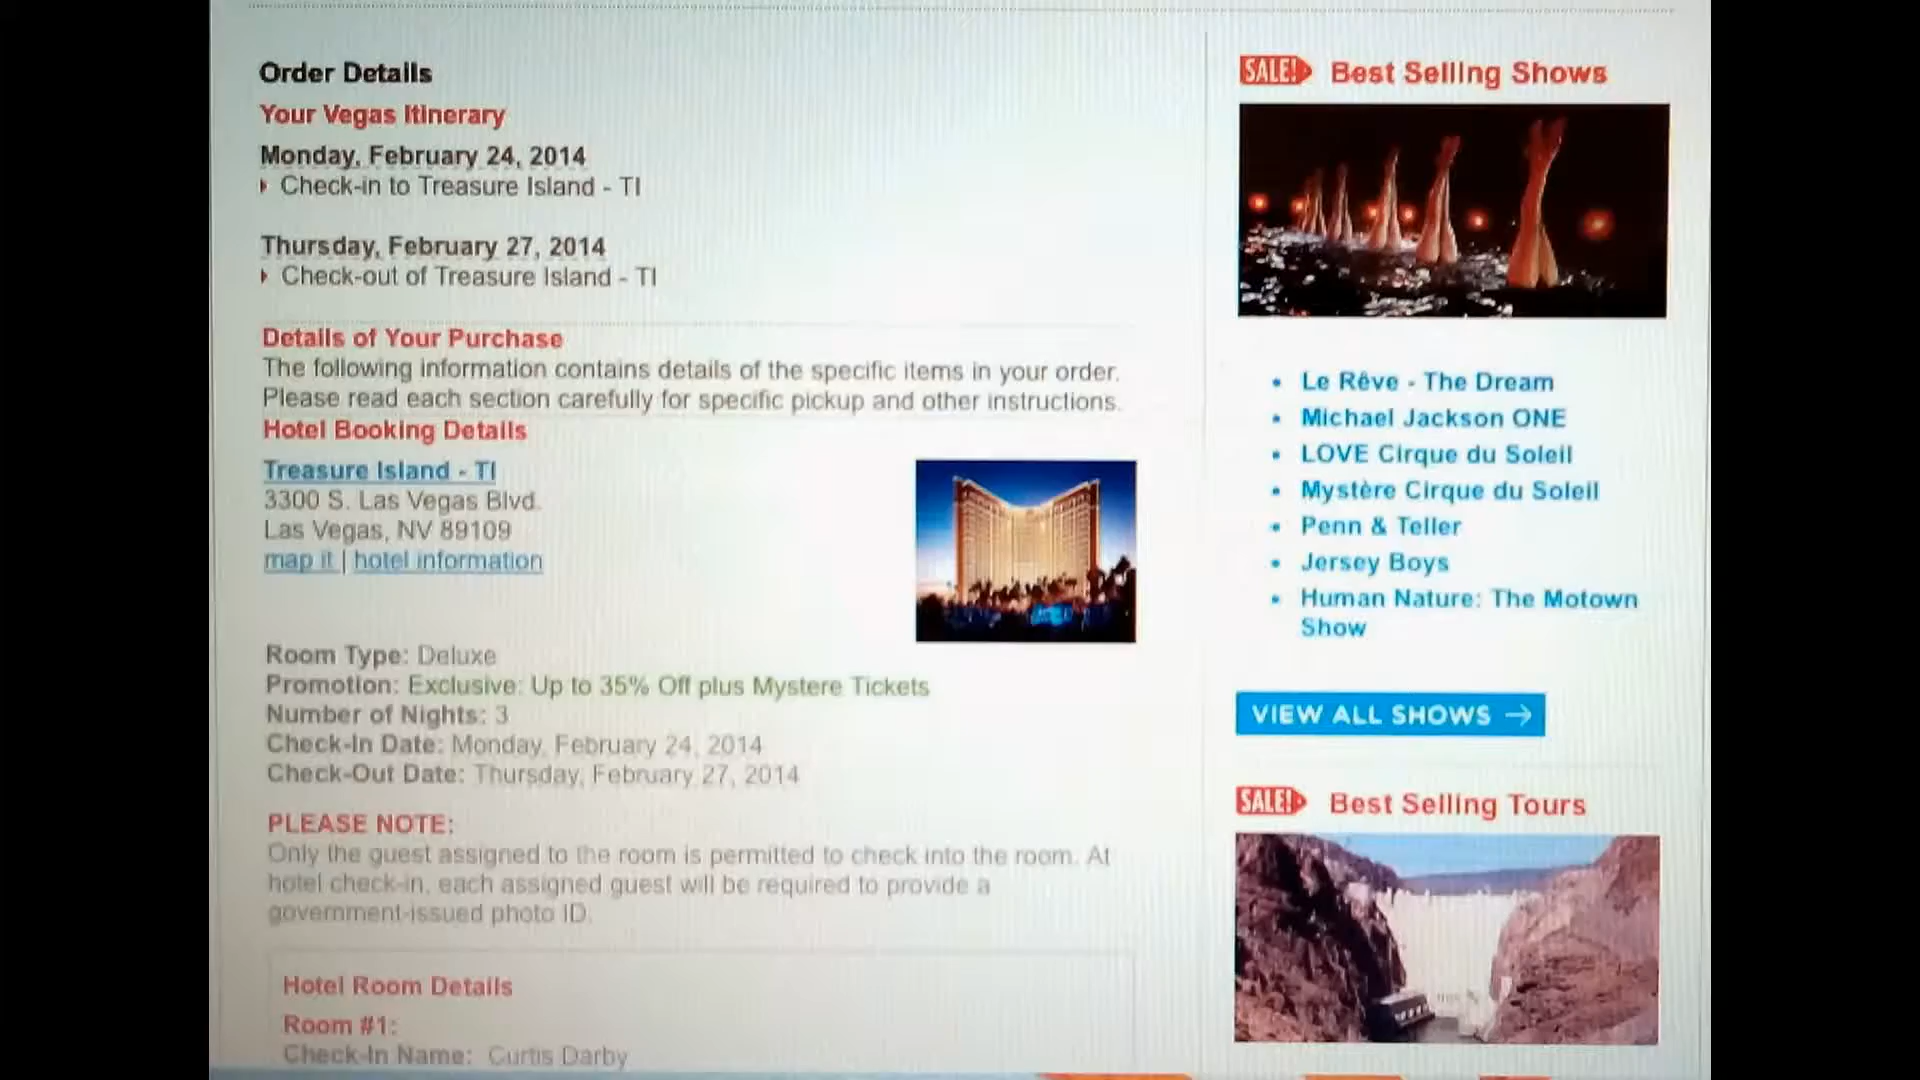 Order Details
Your Vegas Itinerary
Monday, February 24, 2014
Check-in to Treasure Island - TI
Thursday, February 27, 2014
Check-out of Treasure Island - TI
Details of Your Purchase
The following information contains details of the specific items in your order.
Please read each section carefully for specific pickup and other instructions.
Hotel Booking Details
Treasure Island - TI
3300 S. Las Vegas Blvd.
Las Vegas, NV 89109
map it | hotel information
Room Type: Deluxe
Promotion: Exclusive: Up to 35% Off plus Mystere Tickets
Number of Nights: 3
Check-In Date: Monday, February 24, 2014
Check-Out Date: Thursday, February 27, 2014
PLEASE NOTE:
Only the guest assigned to the room is permitted to check into the room. At
hotel check-in, each assigned guest will be required to provide a
government-issued photo ID.
Hotel Room Details
Room #1:
Check-In Name: Curtis Darby
SALE! Best Selling Shows
• Le Rêve - The Dream
• Michael Jackson ONE
• LOVE Cirque du Soleil
• Mystère Cirque du Soleil
• Penn & Teller
• Jersey Boys
• Human Nature: The Motown
Show
VIEW ALL SHOWS →
SALE! Best Selling Tours